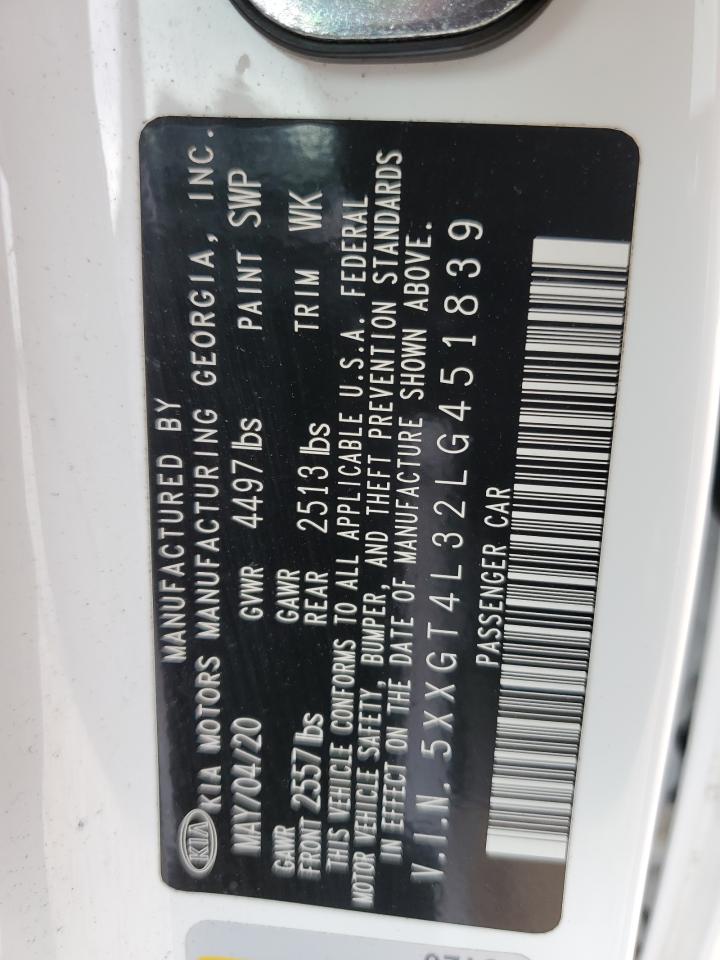 MANUFACTURED BY
KIA KIA MOTORS MANUFACTURING GEORGIA, INC.
MAY/04/20 GVWR 4497 lbs PAINT SWP
GAWR FRONT 2557 lbs GAWR REAR 2513 lbs TRIM WK
THIS VEHICLE CONFORMS TO ALL APPLICABLE U.S.A. FEDERAL
MOTOR VEHICLE SAFETY, BUMPER, AND THEFT PREVENTION STANDARDS
IN EFFECT ON THE DATE OF MANUFACTURE SHOWN ABOVE.
V.I.N. 5XXGT4L32LG451839
PASSENGER CAR